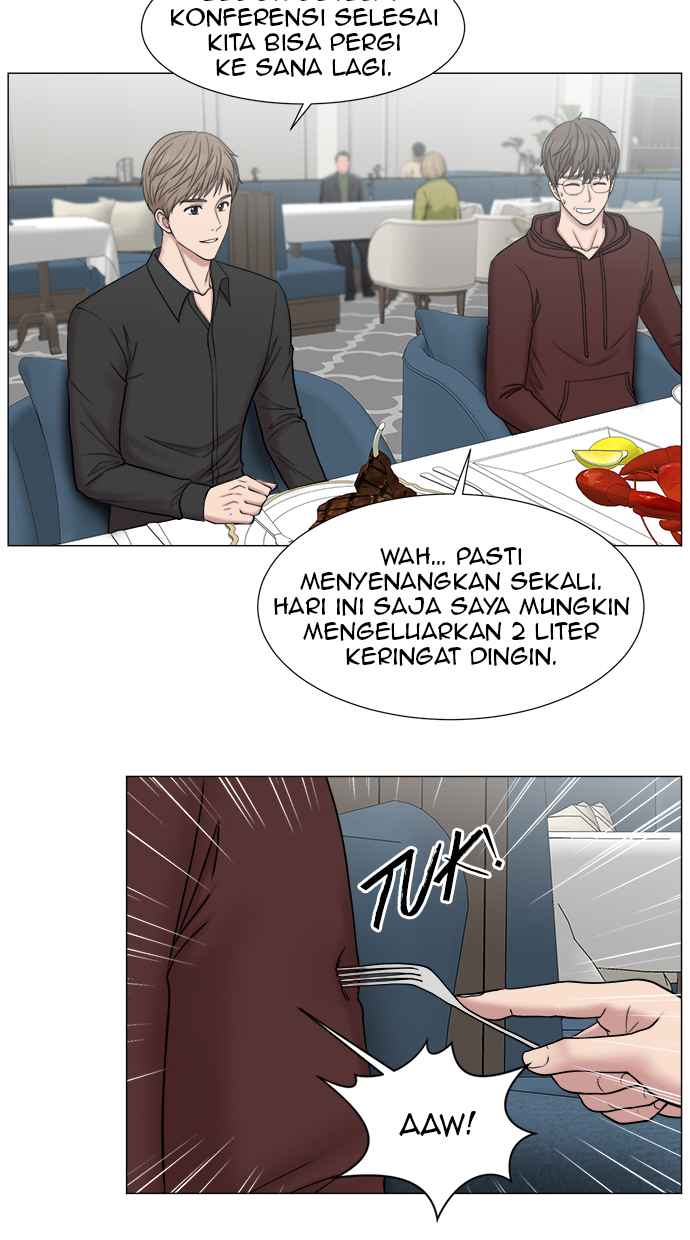 KONFERENSI SELESAI
KITA BISA PERGI
KE SANA LAGI.
WAH... PASTI
MENYENANGKAN SEKALI.
HARI INI SAJA SAYA MUNGKIN
MENGELUARKAN 2 LITER
KERINGAT DINGIN.
TUK!
AAW!